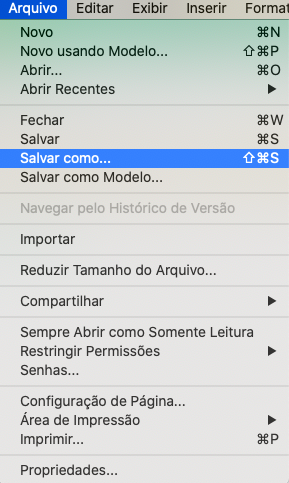 Arquivo Editar Exibir Inserir Format
Novo ⌘N
Novo usando Modelo... ⇧⌘P
Abrir... ⌘O
Abrir Recentes ▶
Fechar ⌘W
Salvar ⌘S
Salvar como... ⇧⌘S
Salvar como Modelo...
Navegar pelo Histórico de Versão
Importar
Reduzir Tamanho do Arquivo...
Compartilhar ▶
Sempre Abrir como Somente Leitura
Restringir Permissões ▶
Senhas...
Configuração de Página...
Área de Impressão ▶
Imprimir... ⌘P
Propriedades...